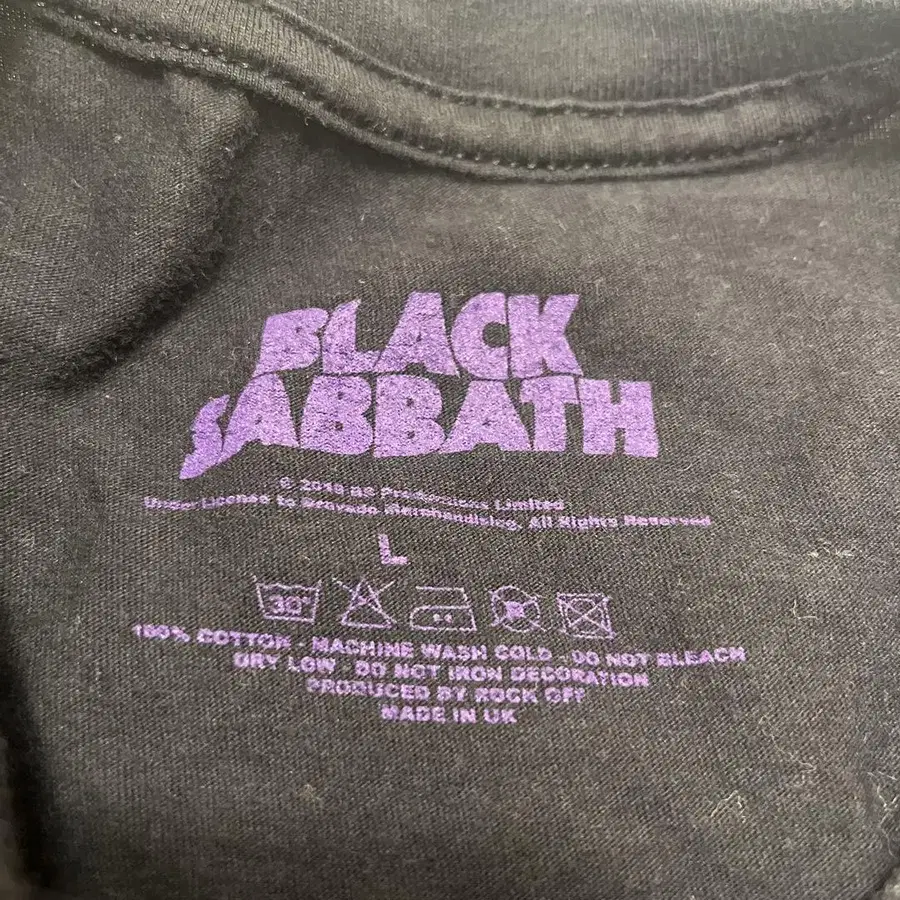 BLACK
SABBATH
© BS Productions Limited
Under License to Bravado Merchandising, All Rights Reserved
L
30°
100% COTTON - MACHINE WASH COLD - DO NOT BLEACH
DRY LOW - DO NOT IRON DECORATION
PRODUCED BY ROCK OFF
MADE IN UK